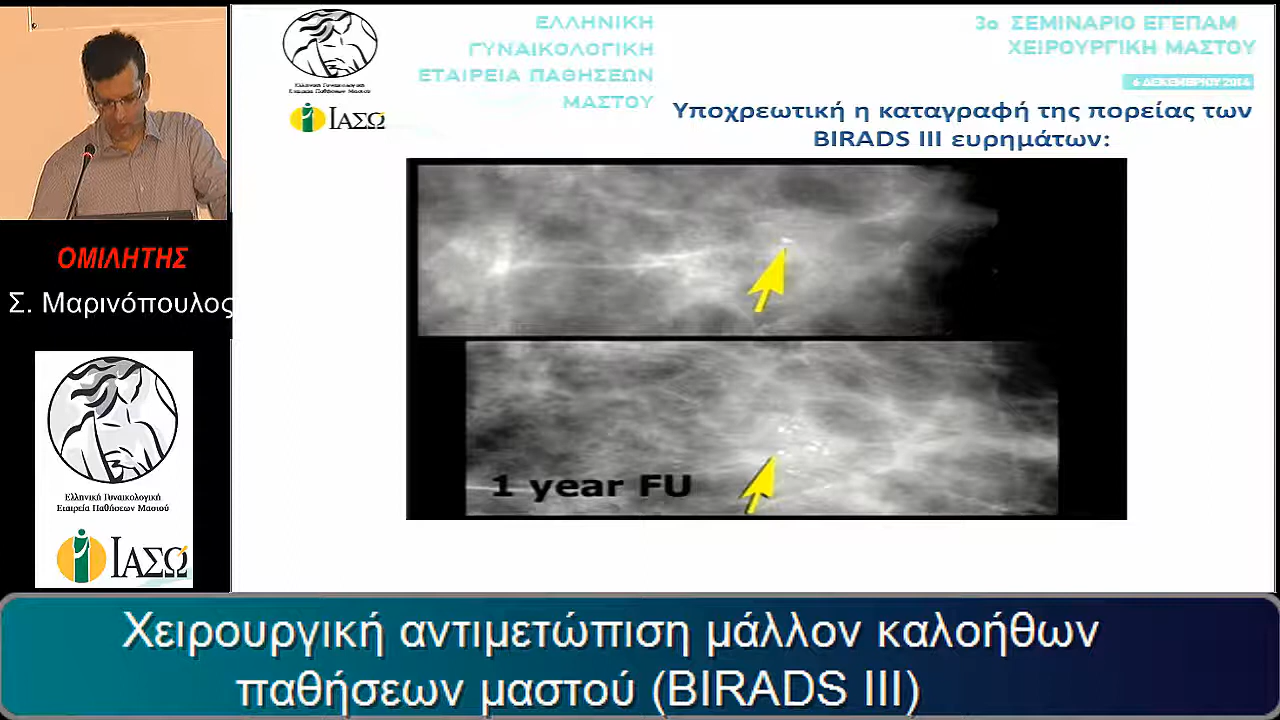 ΕΛΛΗΝΙΚΗ
ΓΥΝΑΙΚΟΛΟΓΙΚΗ
ΕΤΑΙΡΕΙΑ ΠΑΘΗΣΕΩΝ
ΜΑΣΤΟΥ
3ο ΣΕΜΙΝΑΡΙΟ ΕΓΕΠΑΜ
ΧΕΙΡΟΥΡΓΙΚΗ ΜΑΣΤΟΥ
6 ΔΕΚΕΜΒΡΙΟΥ 2014
Ελληνική Γυναικολογική
Εταιρεία Παθήσεων Μαστού
ΙΑΣΩ
Υποχρεωτική η καταγραφή της πορείας των
BIRADS III ευρημάτων:
1 year FU
ΟΜΙΛΗΤΗΣ
Σ. Μαρινόπουλος
Ελληνική Γυναικολογική
Εταιρεία Παθήσεων Μαστού
ΙΑΣΩ
Χειρουργική αντιμετώπιση μάλλον καλοήθων
παθήσεων μαστού (BIRADS III)